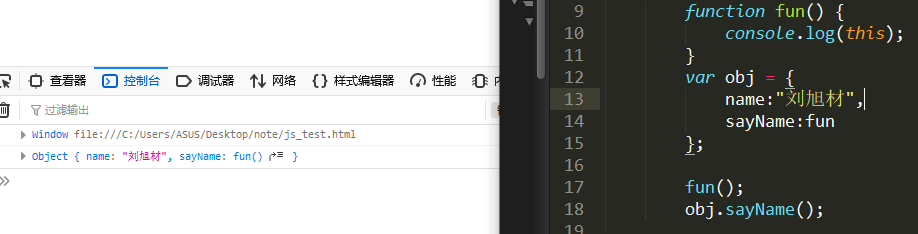 查看器 控制台 调试器 网络 {} 样式编辑器 性能 内
过滤输出
Window file:///C:/Users/ASUS/Desktop/note/js_test.html
Object { name: "刘旭材", sayName: fun() }
»
9 function fun() {
10 console.log(this);
11 }
12 var obj = {
13 name:"刘旭材",
14 sayName:fun
15 };
16
17 fun();
18 obj.sayName();
19